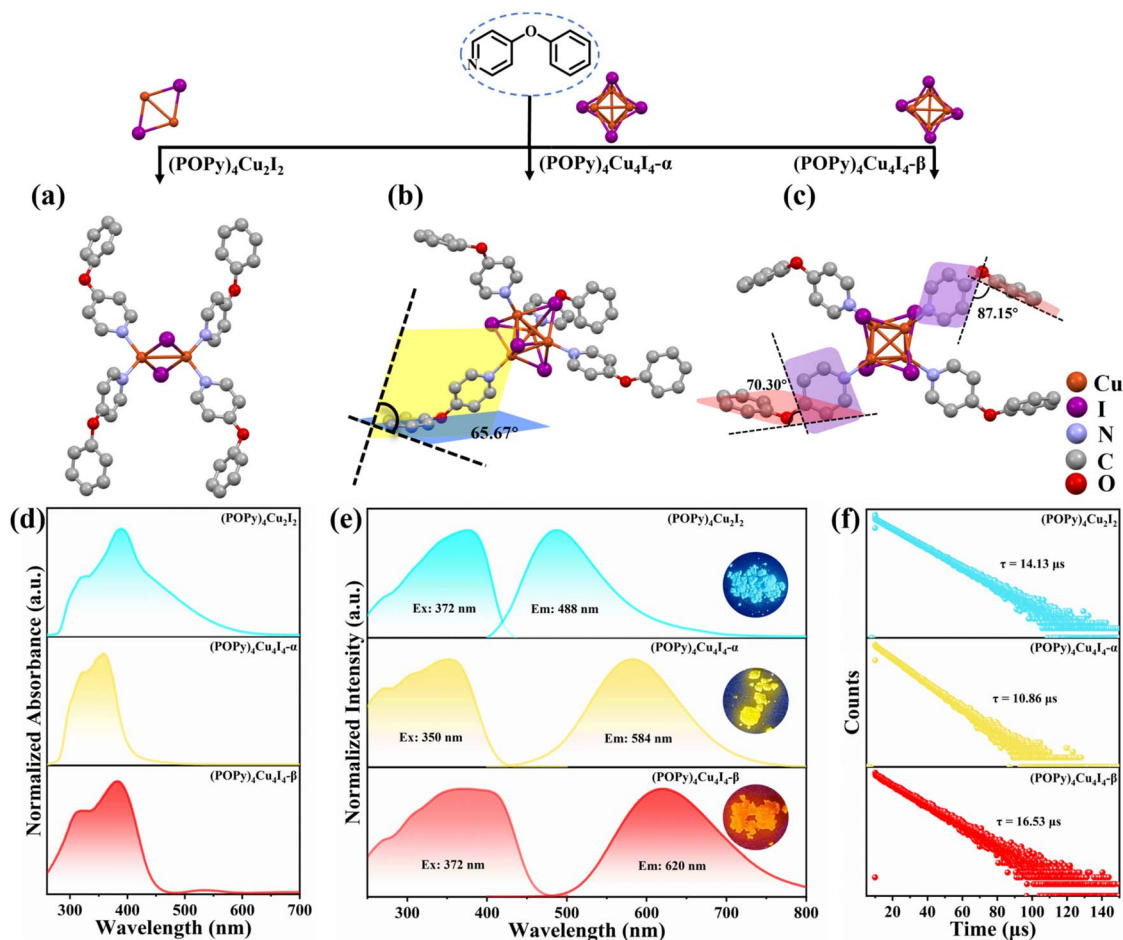 O
N
(POPy)₄Cu₂I₂
(POPy)₄Cu₄I₄-α
(POPy)₄Cu₄I₄-β
(a)
(b)
(c)
65.67°
70.30°
87.15°
Cu
I
N
C
O
(d)
Normalized Absorbance (a.u.)
(POPy)₄Cu₂I₂
(POPy)₄Cu₄I₄-α
(POPy)₄Cu₄I₄-β
300 400 500 600 700
Wavelength (nm)
(e)
Normalized Intensity (a.u.)
(POPy)₄Cu₂I₂
Ex: 372 nm
Em: 488 nm
(POPy)₄Cu₄I₄-α
Ex: 350 nm
Em: 584 nm
(POPy)₄Cu₄I₄-β
Ex: 372 nm
Em: 620 nm
300 400 500 600 700 800
Wavelength (nm)
(f)
Counts
(POPy)₄Cu₂I₂
τ = 14.13 μs
(POPy)₄Cu₄I₄-α
τ = 10.86 μs
(POPy)₄Cu₄I₄-β
τ = 16.53 μs
20 40 60 80 100 120 140
Time (μs)